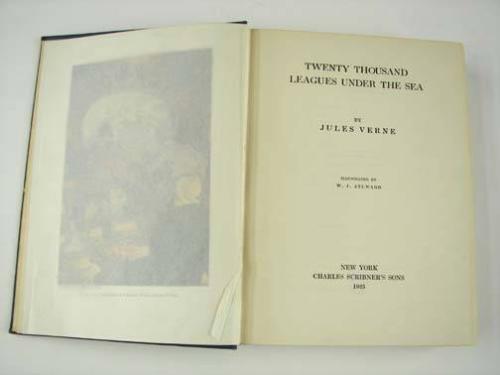 TWENTY THOUSAND
LEAGUES UNDER THE SEA
BY
JULES VERNE
ILLUSTRATED BY
W. J. AYLWARD
NEW YORK
CHARLES SCRIBNER'S SONS
1925